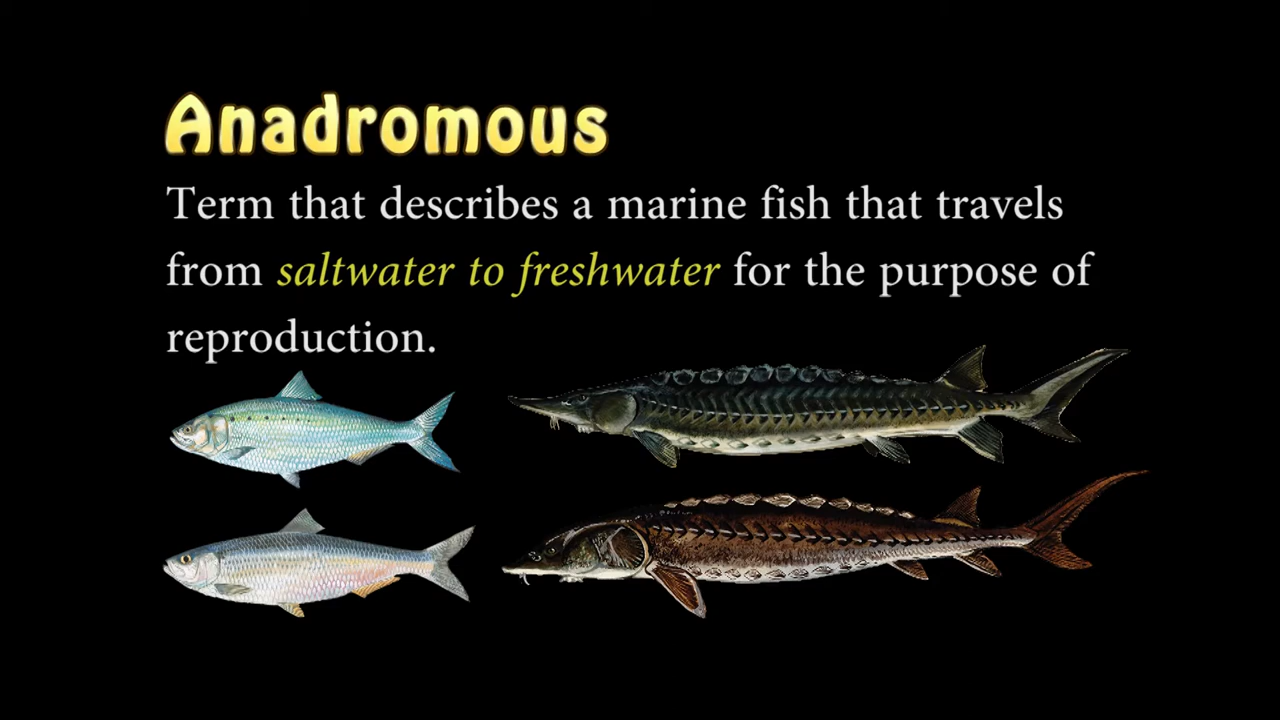 Anadromous
Term that describes a marine fish that travels
from saltwater to freshwater for the purpose of
reproduction.